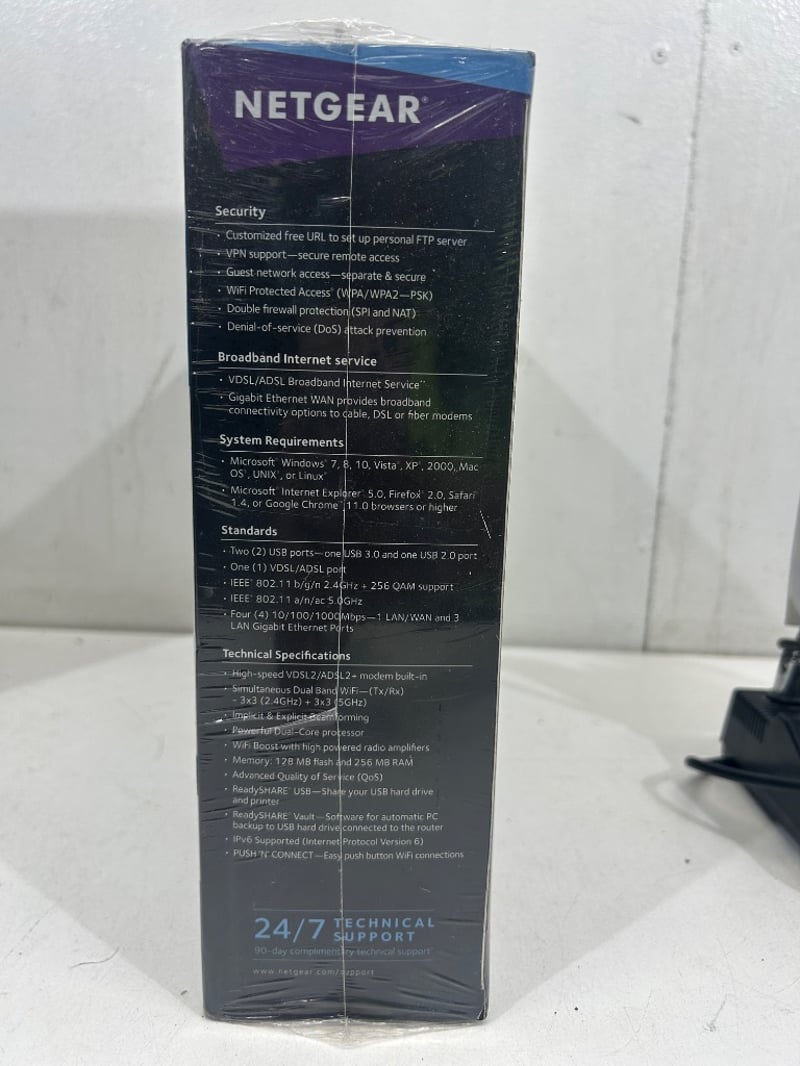 NETGEAR®
Security
• Customized free URL to set up personal FTP server
• VPN support—secure remote access
• Guest network access—separate & secure
• WiFi Protected Access® (WPA/WPA2—PSK)
• Double firewall protection (SPI and NAT)
• Denial-of-service (DoS) attack prevention
Broadband Internet service
• VDSL/ADSL Broadband Internet Service**
• Gigabit Ethernet WAN provides broadband
connectivity options to cable, DSL or fiber modems
System Requirements
• Microsoft® Windows® 7, 8, 10, Vista®, XP®, 2000, Mac
OS®, UNIX®, or Linux®
• Microsoft® Internet Explorer® 5.0, Firefox® 2.0, Safari®
1.4, or Google Chrome™ 11.0 browsers or higher
Standards
• Two (2) USB ports—one USB 3.0 and one USB 2.0 port
• One (1) VDSL/ADSL port
• IEEE® 802.11 b/g/n 2.4GHz + 256 QAM support
• IEEE® 802.11 a/n/ac 5.0GHz
• Four (4) 10/100/1000Mbps—1 LAN/WAN and 3
LAN Gigabit Ethernet Ports
Technical Specifications
• High-speed VDSL2/ADSL2+ modem built-in
• Simultaneous Dual Band WiFi—(Tx/Rx)
- 3x3 (2.4GHz) + 3x3 (5GHz)
• Implicit & Explicit Beamforming
• Powerful Dual-Core processor
• WiFi Boost with high powered radio amplifiers
• Memory: 128 MB flash and 256 MB RAM
• Advanced Quality of Service (QoS)
• ReadySHARE® USB—Share your USB hard drive
and printer
• ReadySHARE® Vault—Software for automatic PC
backup to USB hard drive connected to the router
• IPv6 Supported (Internet Protocol Version 6)
• PUSH 'N' CONNECT—Easy push button WiFi connections
24/7 TECHNICAL
SUPPORT
90-day complimentary technical support
www.netgear.com/support